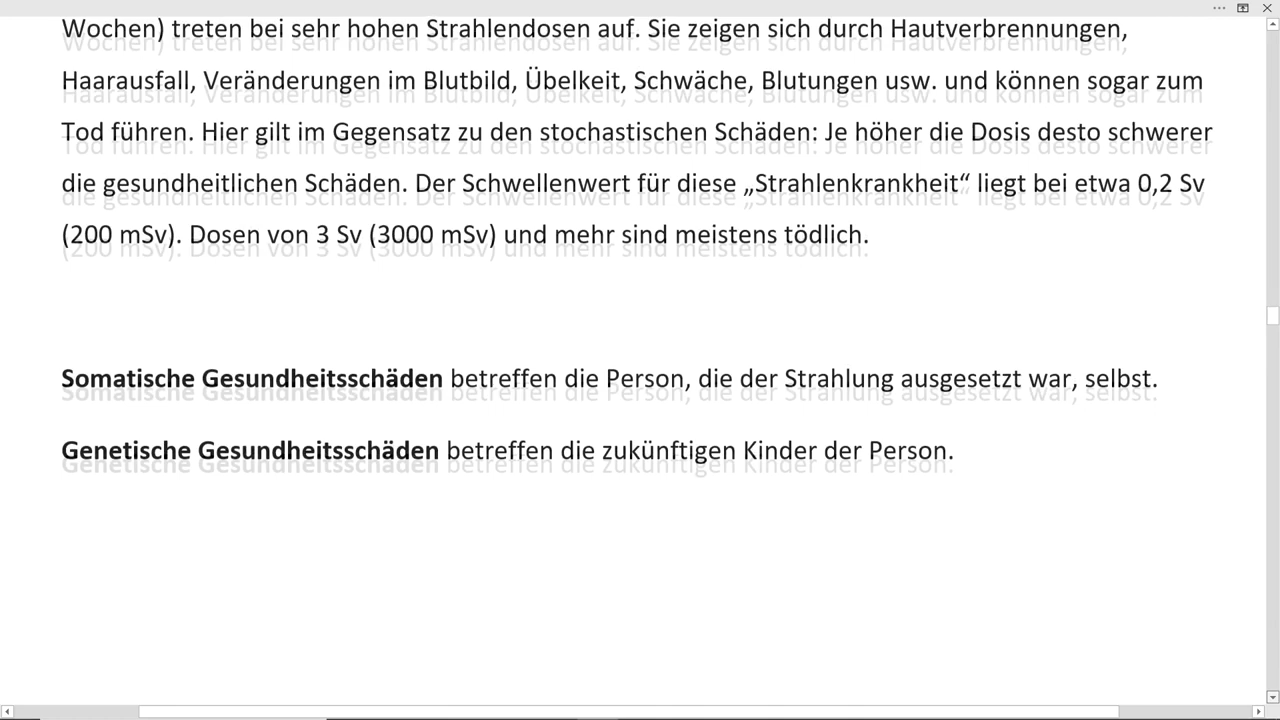 Wochen) treten bei sehr hohen Strahlendosen auf. Sie zeigen sich durch Hautverbrennungen,
Haarausfall, Veränderungen im Blutbild, Übelkeit, Schwäche, Blutungen usw. und können sogar zum
Tod führen. Hier gilt im Gegensatz zu den stochastischen Schäden: Je höher die Dosis desto schwerer
die gesundheitlichen Schäden. Der Schwellenwert für diese „Strahlenkrankheit“ liegt bei etwa 0,2 Sv
(200 mSv). Dosen von 3 Sv (3000 mSv) und mehr sind meistens tödlich.
Somatische Gesundheitsschäden betreffen die Person, die der Strahlung ausgesetzt war, selbst.
Genetische Gesundheitsschäden betreffen die zukünftigen Kinder der Person.